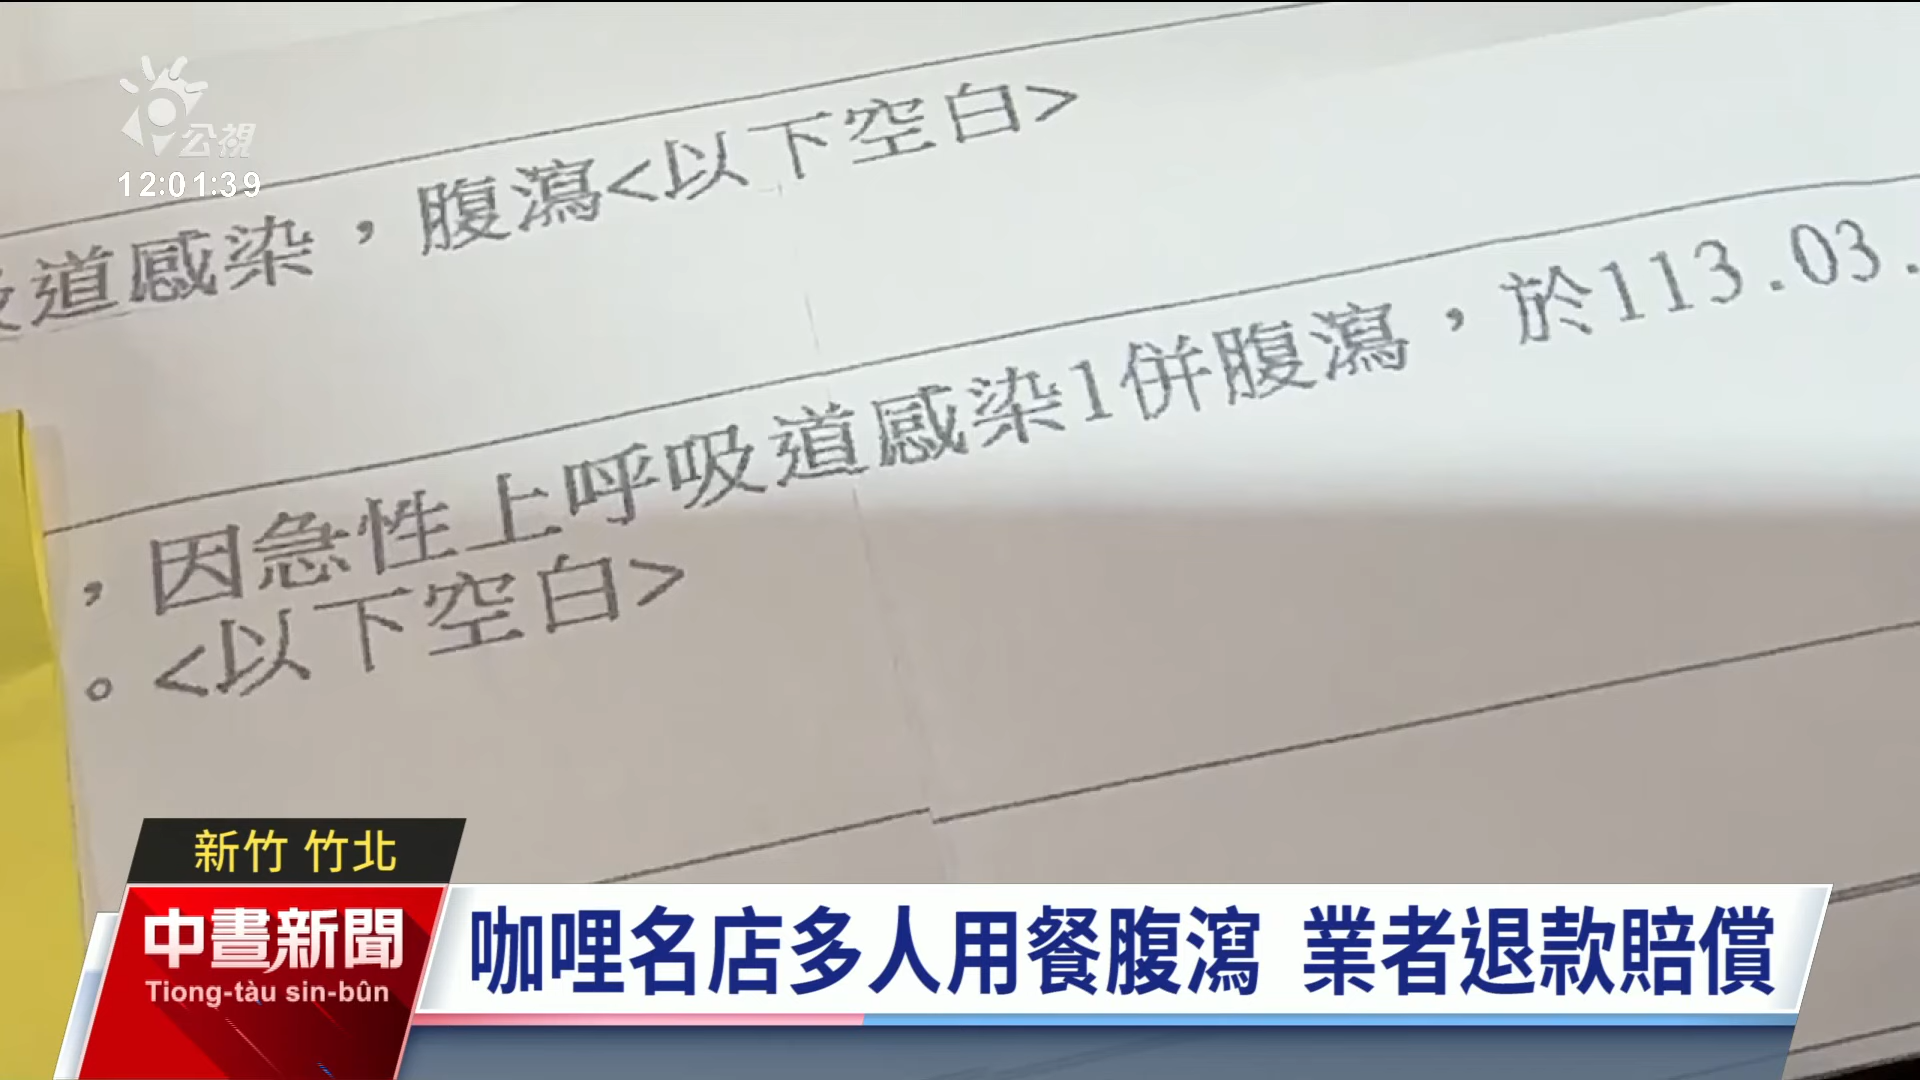 公視
12:01:39
道感染，腹瀉<以下空白>
，因急性上呼吸道感染1併腹瀉，於113.03.
。<以下空白>
新竹 竹北
中晝新聞
Tiong-tàu sin-bûn
咖哩名店多人用餐腹瀉 業者退款賠償